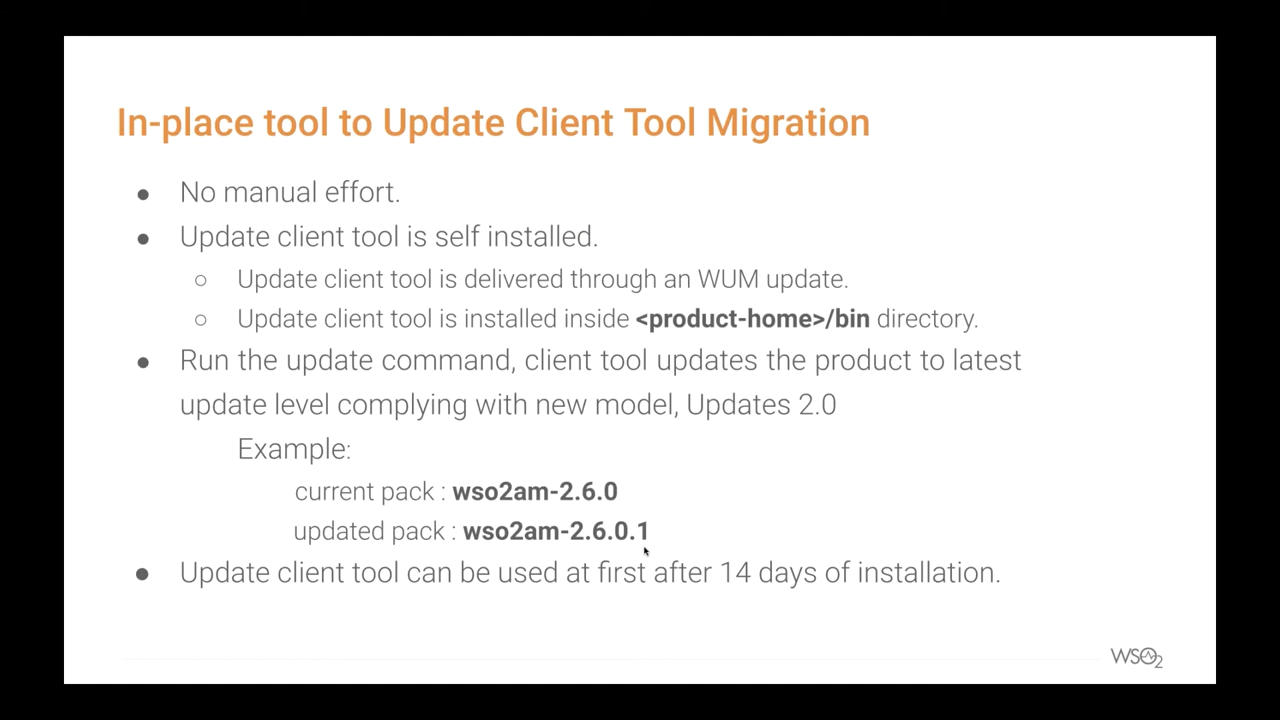 In-place tool to Update Client Tool Migration
● No manual effort.
● Update client tool is self installed.
○ Update client tool is delivered through an WUM update.
○ Update client tool is installed inside <product-home>/bin directory.
● Run the update command, client tool updates the product to latest
update level complying with new model, Updates 2.0
Example:
current pack : wso2am-2.6.0
updated pack : wso2am-2.6.0.1
● Update client tool can be used at first after 14 days of installation.
WSO2